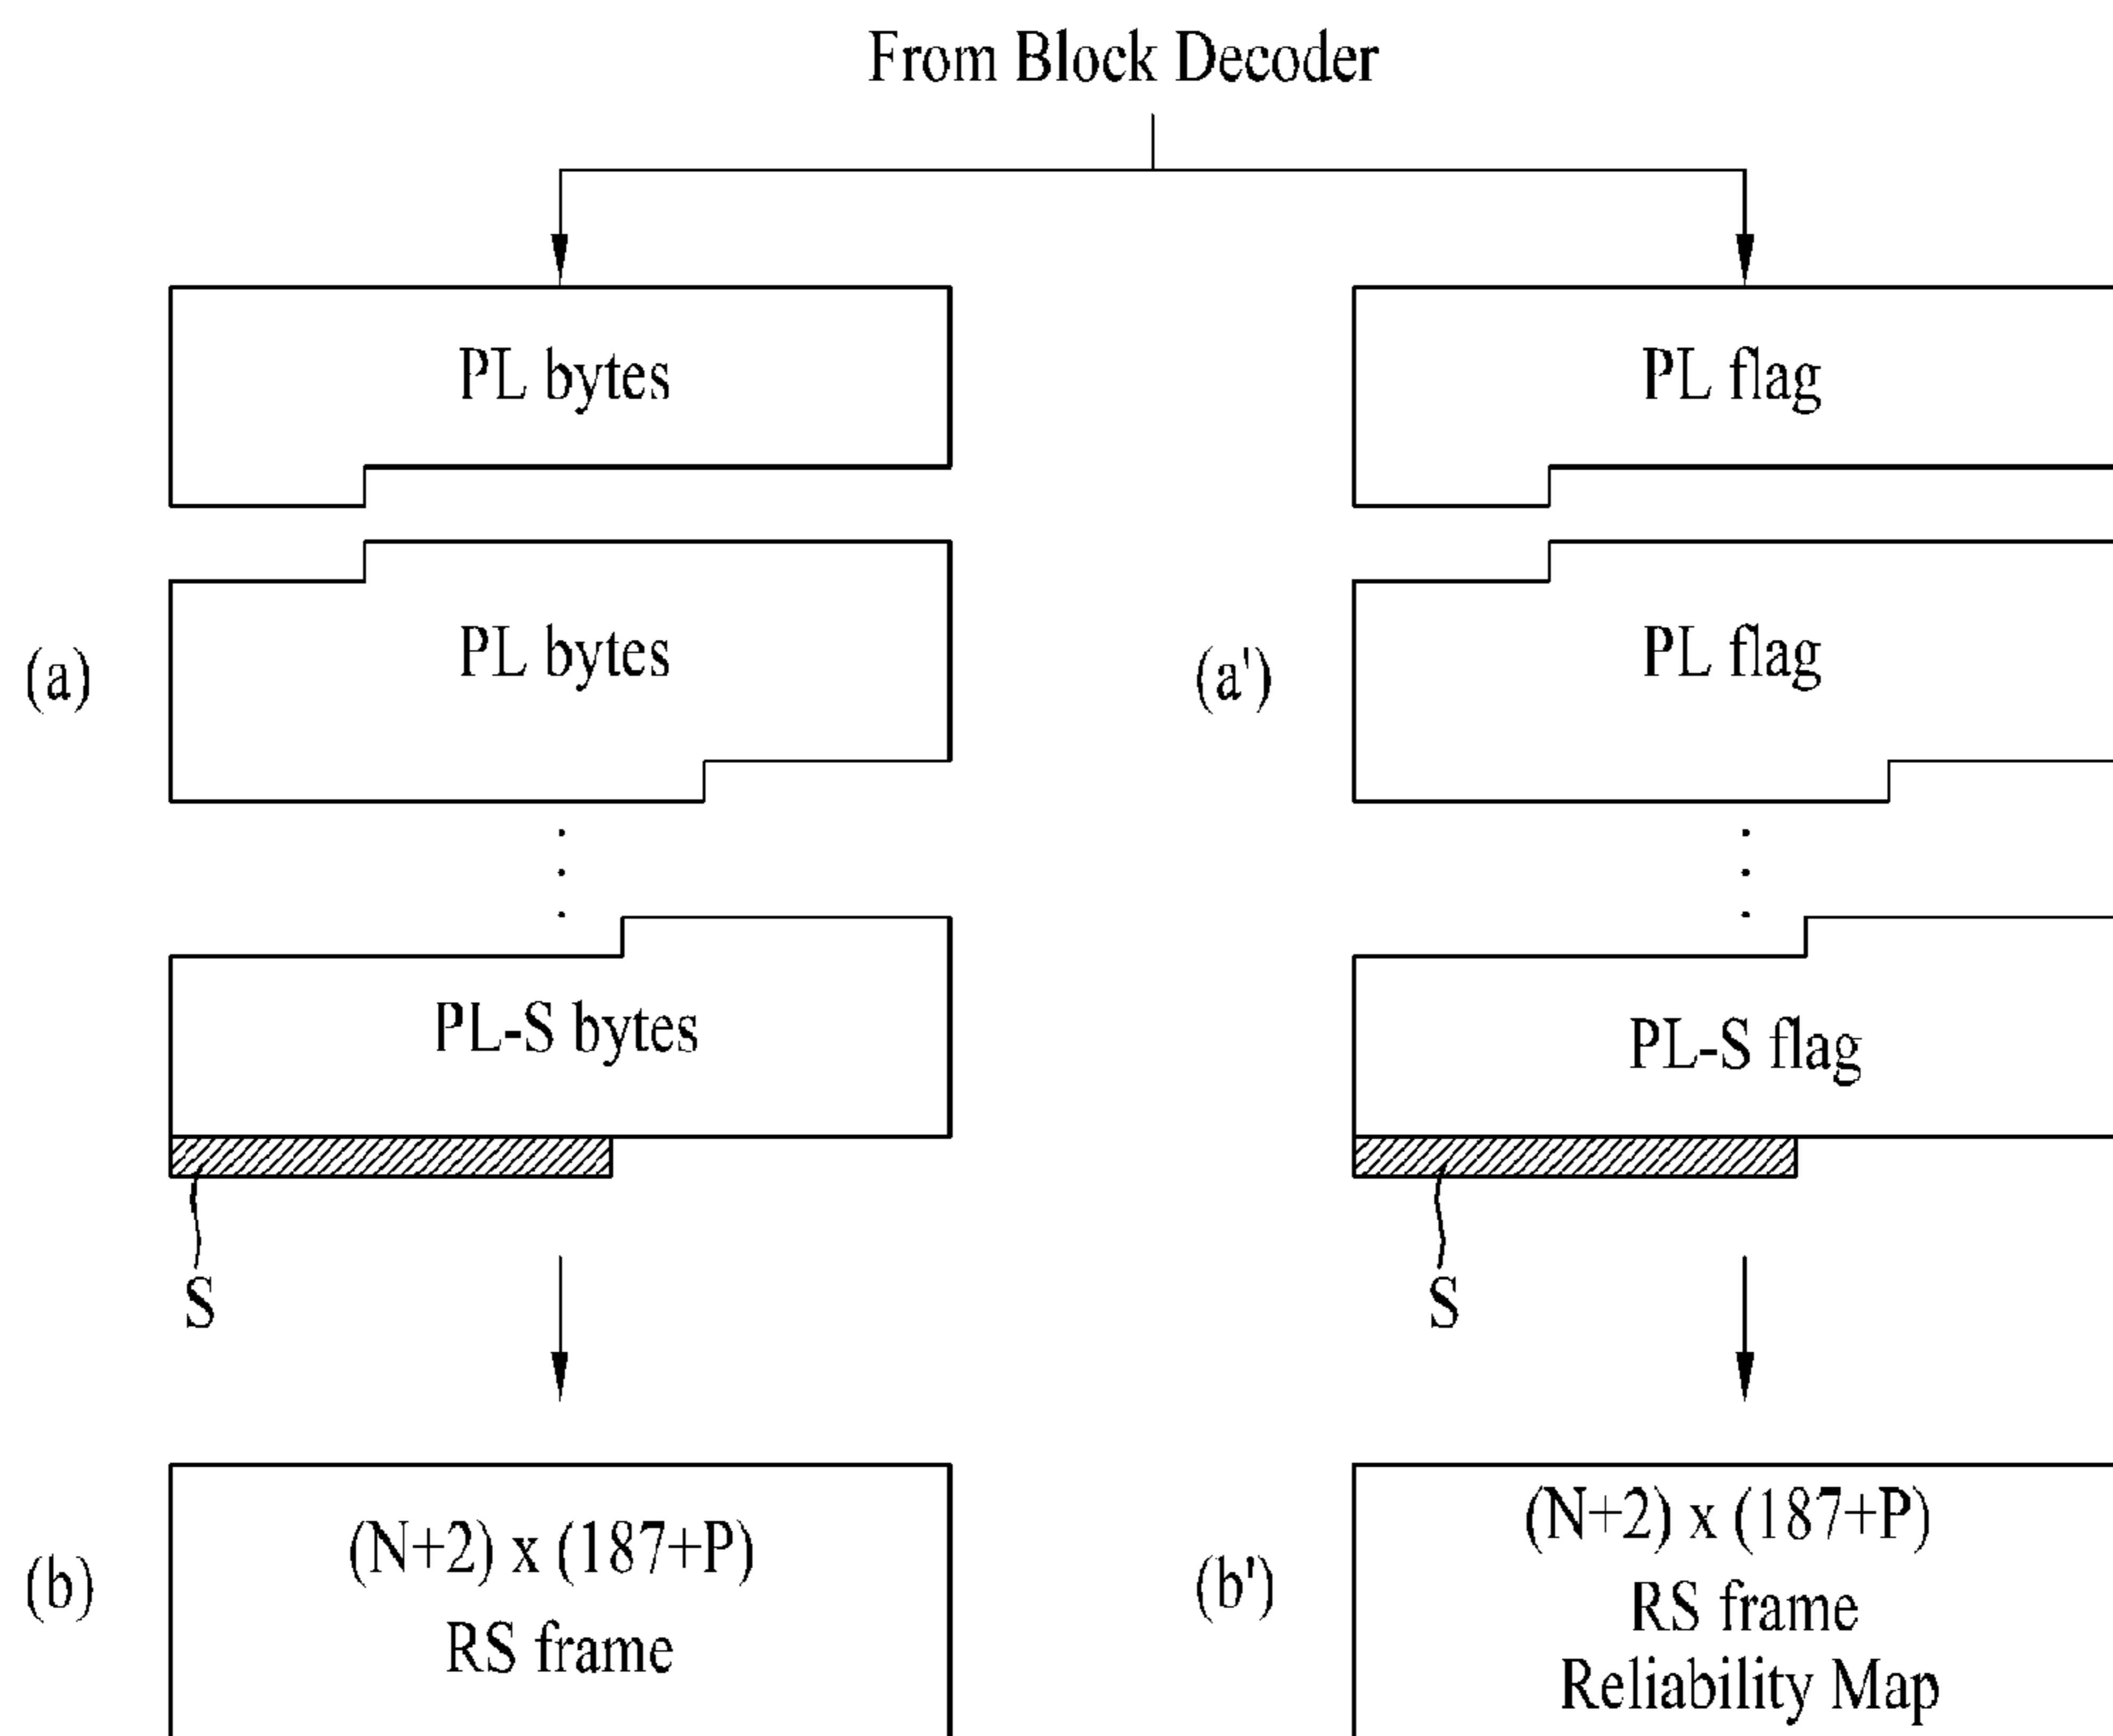 From Block Decoder
PL bytes
PL flag
(a)
PL bytes
(a')
PL flag
PL-S bytes
PL-S flag
S
S
(b)
(N+2) x (187+P)
RS frame
(b')
(N+2) x (187+P)
RS frame
Reliability Map